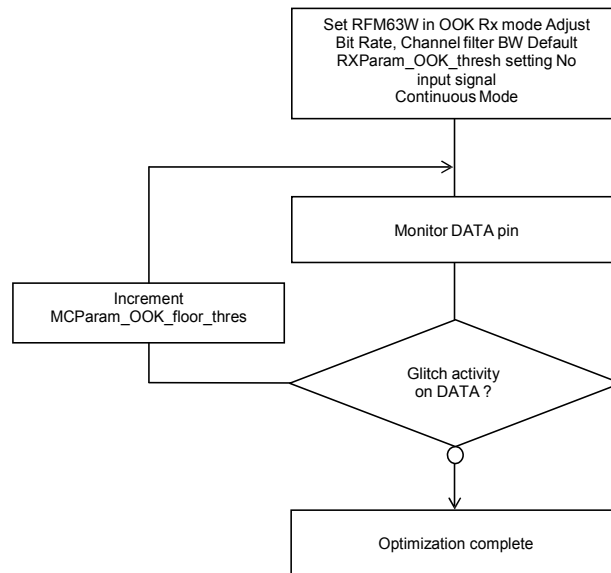 Set RFM63W in OOK Rx mode Adjust
Bit Rate, Channel filter BW Default
RXParam_OOK_thresh setting No
input signal
Continuous Mode
Monitor DATA pin
Increment
MCParam_OOK_floor_thres
Glitch activity
on DATA ?
Optimization complete